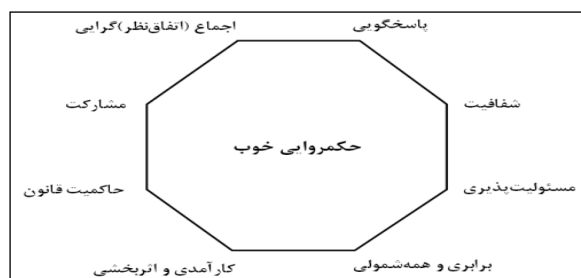 پاسخگویی
اجماع (اتفاق‌نظر)گرایی
شفافیت
مشارکت
حکمروایی خوب
مسئولیت‌پذیری
حاکمیت قانون
برابری و همه‌شمولی
کارآمدی و اثربخشی